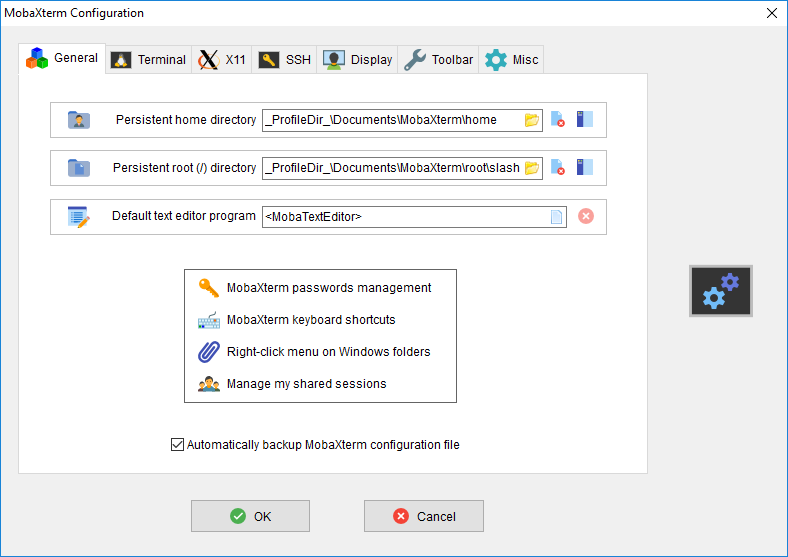 MobaXterm Configuration
General Terminal X11 SSH Display Toolbar Misc
Persistent home directory _ProfileDir_\Documents\MobaXterm\home
Persistent root (/) directory _ProfileDir_\Documents\MobaXterm\root\slash
Default text editor program <MobaTextEditor>
MobaXterm passwords management
MobaXterm keyboard shortcuts
Right-click menu on Windows folders
Manage my shared sessions
Automatically backup MobaXterm configuration file
OK Cancel